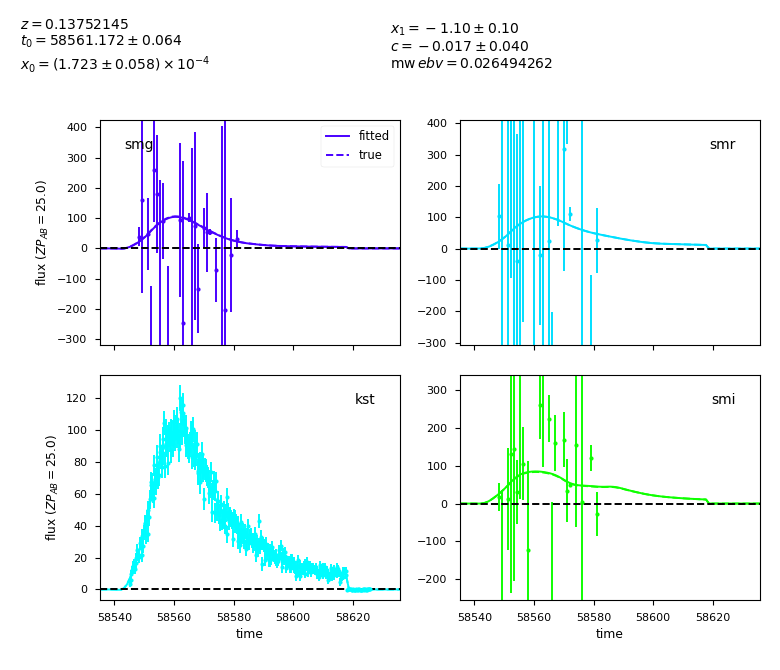 z = 0.13752145
t₀ = 58561.172 ± 0.064
x₀ = (1.723 ± 0.058) × 10⁻⁴
x₁ = −1.10 ± 0.10
c = −0.017 ± 0.040
mw ebv = 0.026494262
smg
fitted
true
400
300
200
100
0
−100
−200
−300
flux (ZP_AB = 25.0)
smr
400
300
200
100
0
−100
−200
−300
kst
120
100
80
60
40
20
0
flux (ZP_AB = 25.0)
58540 58560 58580 58600 58620
time
smi
300
200
100
0
−100
−200
58540 58560 58580 58600 58620
time